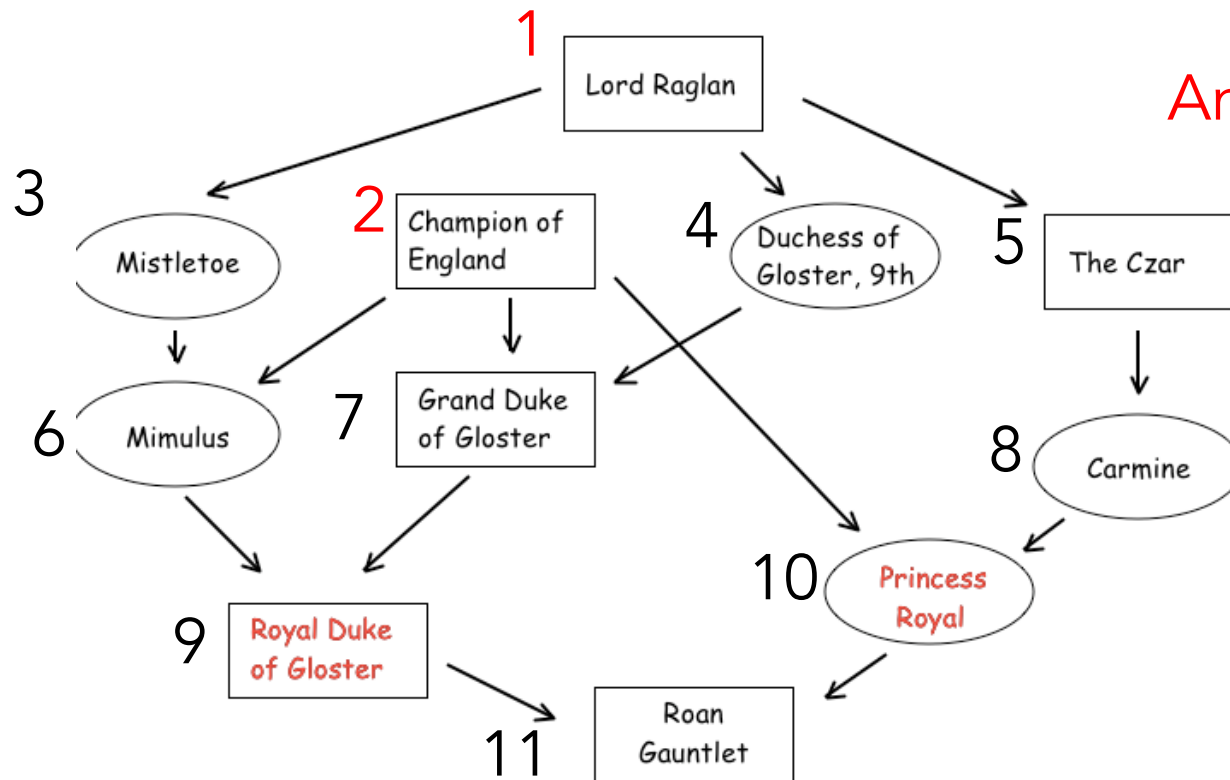 1
Lord Raglan
Ar
3
2
Champion of
England
4
Duchess of
Gloster, 9th
5
The Czar
Mistletoe
6
Mimulus
7
Grand Duke
of Gloster
8
Carmine
9
Royal Duke
of Gloster
10
Princess
Royal
11
Roan
Gauntlet